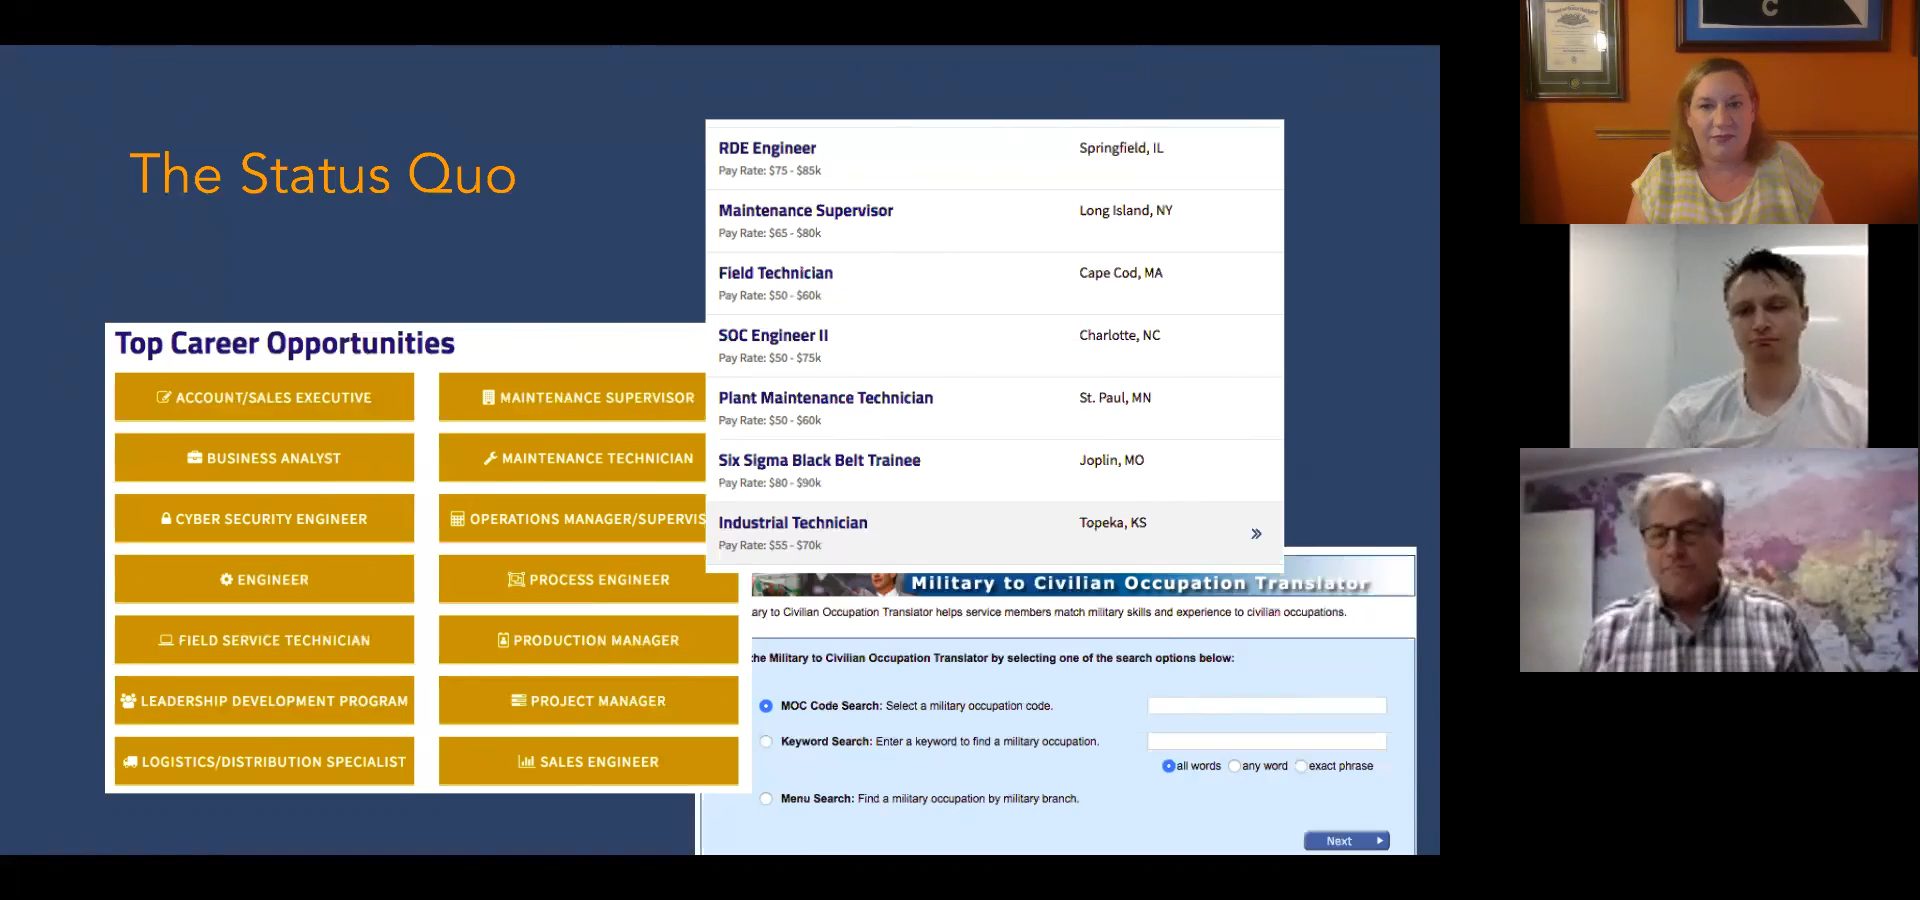 The Status Quo
Top Career Opportunities
ACCOUNT/SALES EXECUTIVE
MAINTENANCE SUPERVISOR
BUSINESS ANALYST
MAINTENANCE TECHNICIAN
CYBER SECURITY ENGINEER
OPERATIONS MANAGER/SUPERVIS
ENGINEER
PROCESS ENGINEER
FIELD SERVICE TECHNICIAN
PRODUCTION MANAGER
LEADERSHIP DEVELOPMENT PROGRAM
PROJECT MANAGER
LOGISTICS/DISTRIBUTION SPECIALIST
SALES ENGINEER
RDE Engineer Springfield, IL
Pay Rate: $75 - $85k
Maintenance Supervisor Long Island, NY
Pay Rate: $65 - $80k
Field Technician Cape Cod, MA
Pay Rate: $50 - $60k
SOC Engineer II Charlotte, NC
Pay Rate: $50 - $75k
Plant Maintenance Technician St. Paul, MN
Pay Rate: $50 - $60k
Six Sigma Black Belt Trainee Joplin, MO
Pay Rate: $80 - $90k
Industrial Technician Topeka, KS »
Pay Rate: $55 - $70k
Military to Civilian Occupation Translator
ary to Civilian Occupation Translator helps service members match military skills and experience to civilian occupations.
he Military to Civilian Occupation Translator by selecting one of the search options below:
MOC Code Search: Select a military occupation code.
Keyword Search: Enter a keyword to find a military occupation.
all words any word exact phrase
Menu Search: Find a military occupation by military branch.
Next
C